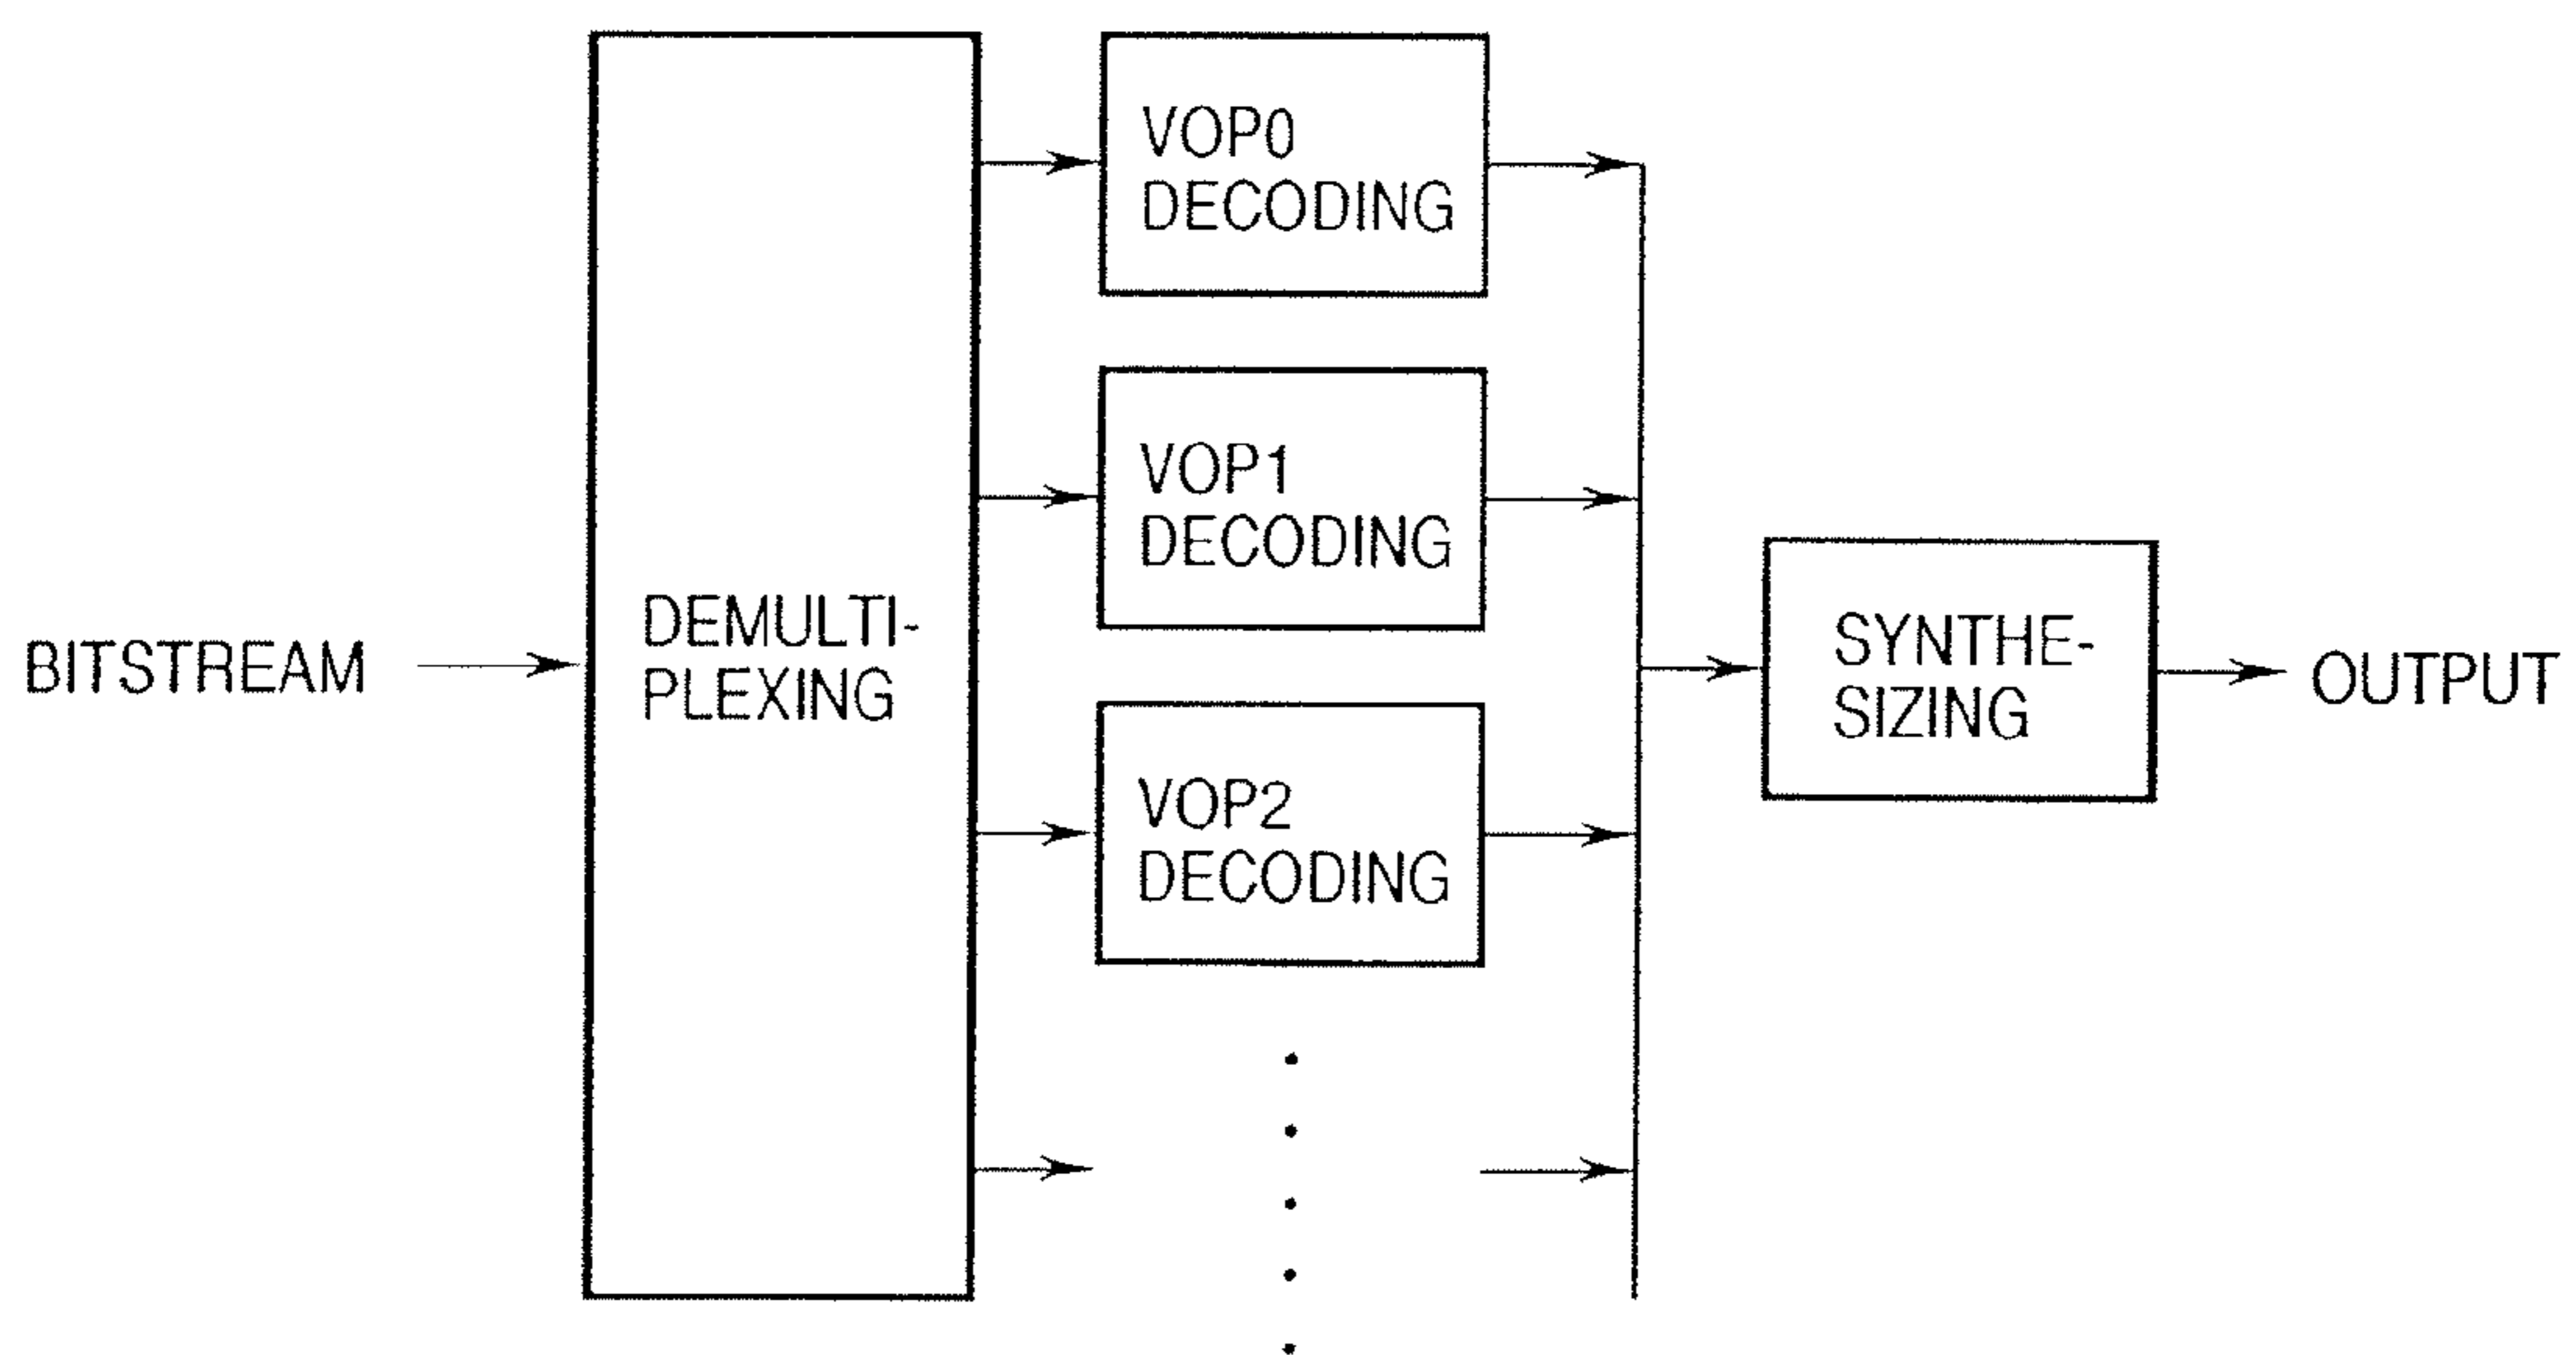 BITSTREAM
DEMULTI-
PLEXING
VOP0
DECODING
VOP1
DECODING
VOP2
DECODING
SYNTHE-
SIZING
OUTPUT